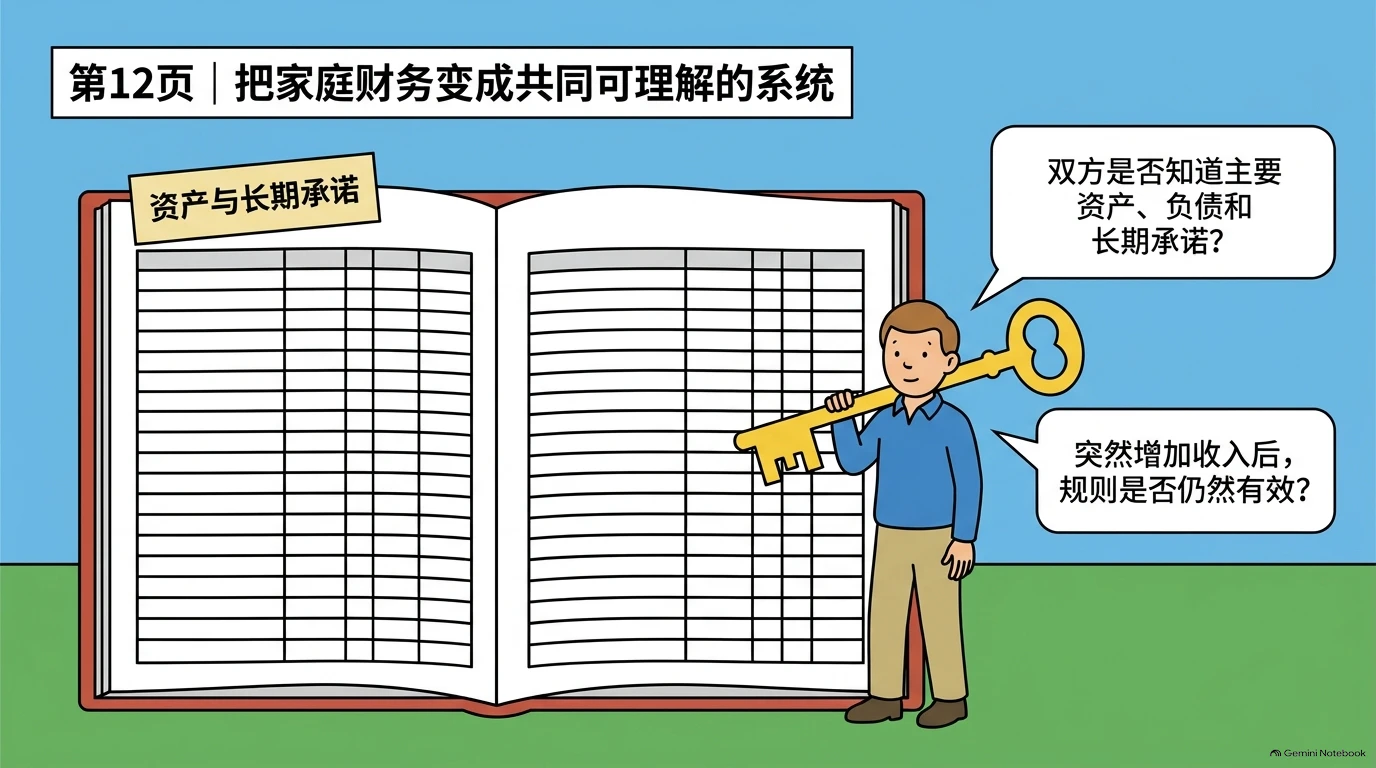 第12页｜把家庭财务变成共同可理解的系统
资产与长期承诺
双方是否知道主要
资产、负债和
长期承诺？
突然增加收入后，
规则是否仍然有效？
Gemini Notebook